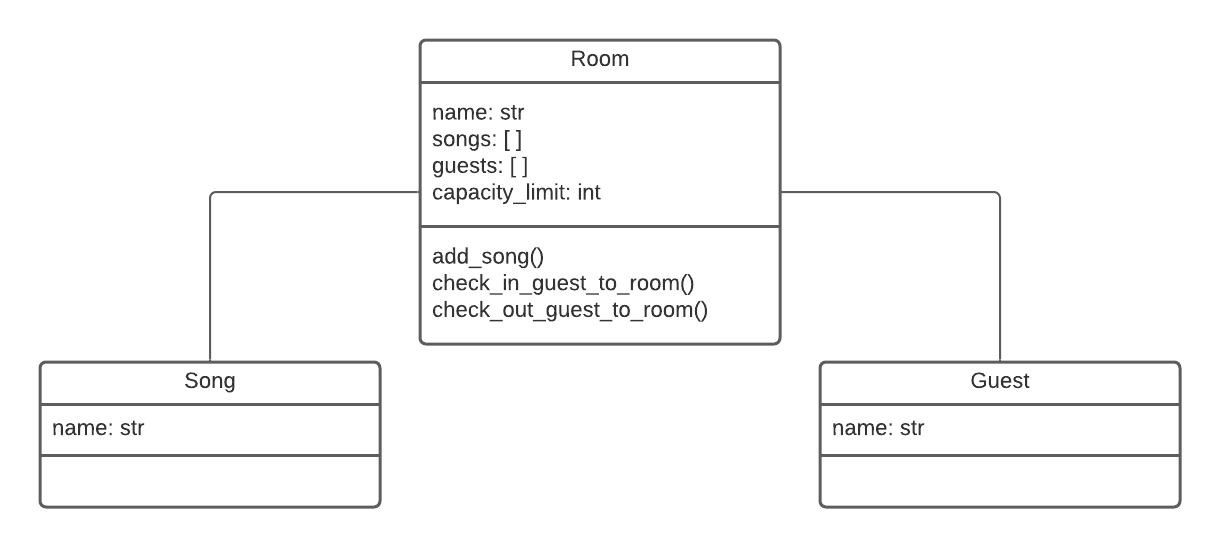 Room
name: str
songs: [ ]
guests: [ ]
capacity_limit: int
add_song()
check_in_guest_to_room()
check_out_guest_to_room()
Song
name: str
Guest
name: str